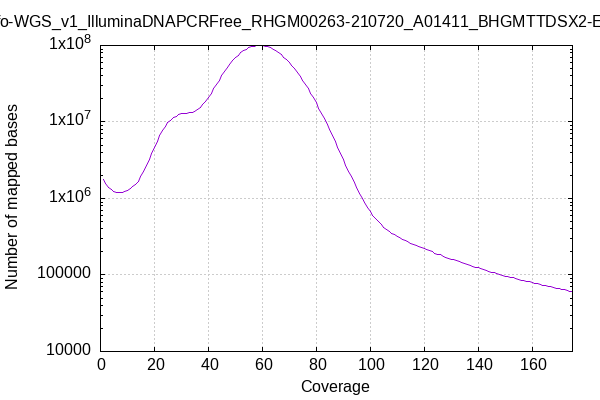 fo-WGS_v1_IlluminaDNAPCRFree_RHGM00263-210720_A01411_BHGMTTDSX2-E
1x10⁸
1x10⁷
1x10⁶
100000
10000
Number of mapped bases
0 20 40 60 80 100 120 140 160
Coverage